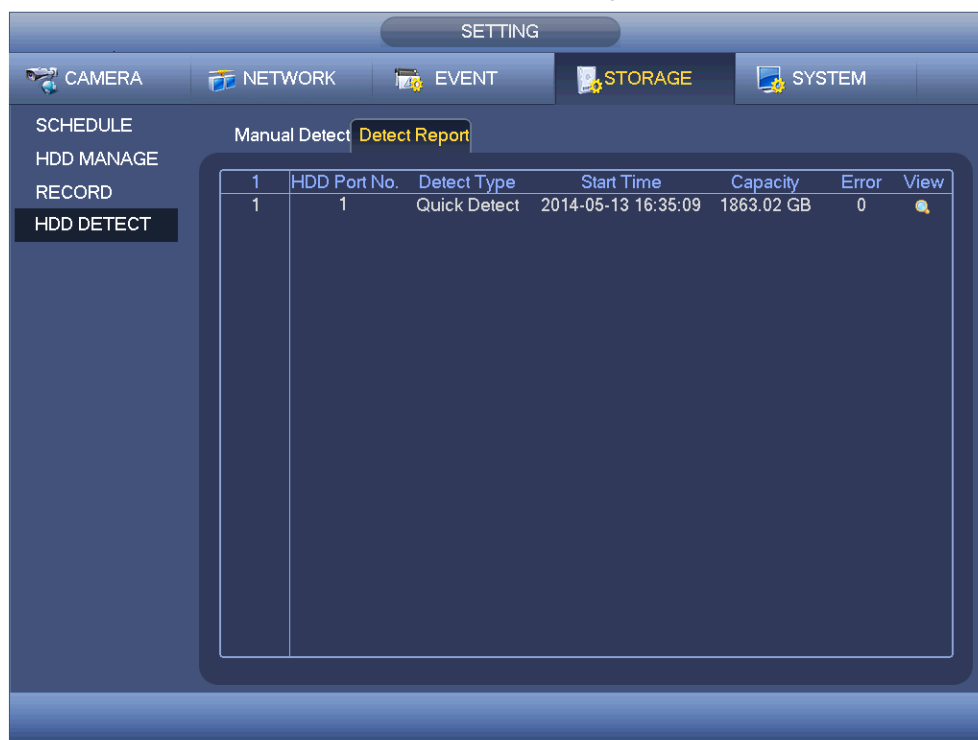 SETTING
CAMERA NETWORK EVENT STORAGE SYSTEM
SCHEDULE
HDD MANAGE
RECORD
HDD DETECT
Manual Detect Detect Report
1 HDD Port No. Detect Type Start Time Capacity Error View
1 1 Quick Detect 2014-05-13 16:35:09 1863.02 GB 0